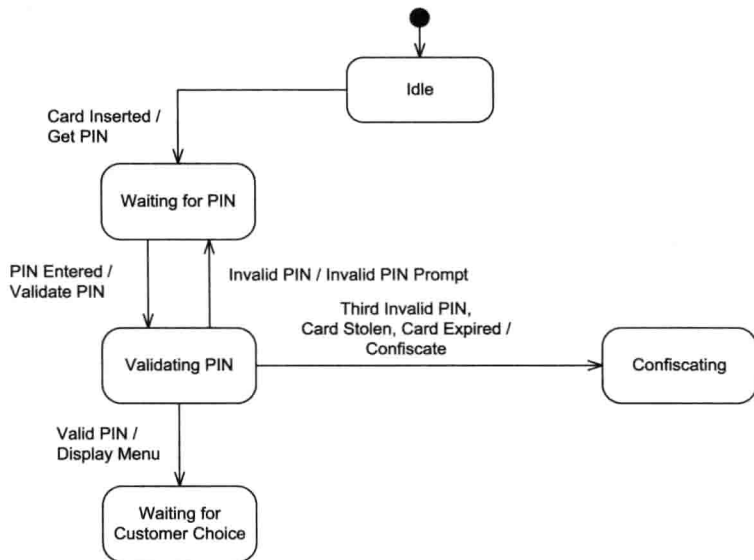 Idle
Card Inserted /
Get PIN
Waiting for PIN
PIN Entered /
Validate PIN
Invalid PIN / Invalid PIN Prompt
Third Invalid PIN,
Card Stolen, Card Expired /
Confiscate
Validating PIN
Confiscating
Valid PIN /
Display Menu
Waiting for
Customer Choice